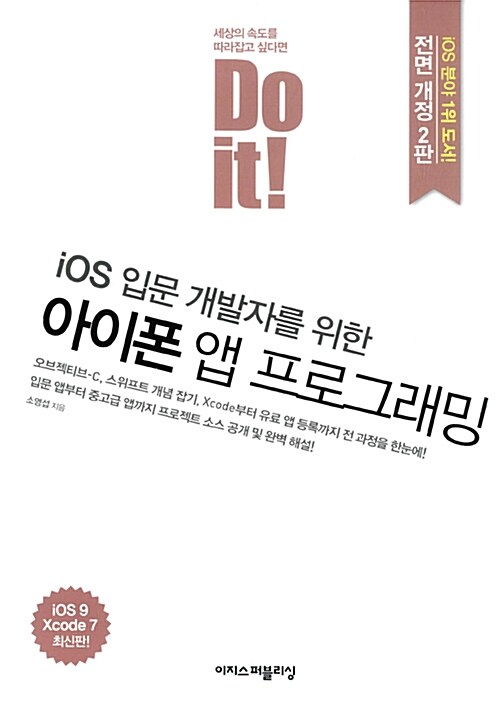 세상의 속도를
따라잡고 싶다면
Do
it!
iOS 분야 1위 도서!
전면 개정 2판
iOS 입문 개발자를 위한
아이폰 앱 프로그래밍
오브젝티브-C, 스위프트 개념 잡기, Xcode부터 유료 앱 등록까지 전 과정을 한눈에!
입문 앱부터 중고급 앱까지 프로젝트 소스 공개 및 완벽 해설!
소영섭 지음
iOS 9
Xcode 7
최신판!
이지스퍼블리싱